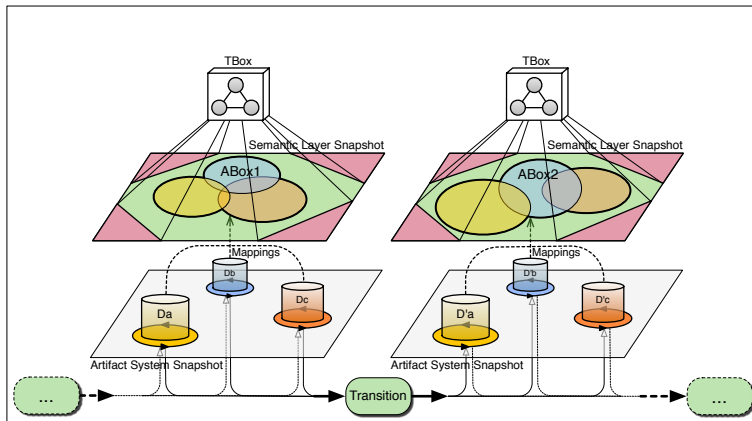 TBox
TBox
Semantic Layer Snapshot
Semantic Layer Snapshot
ABox1
ABox2
Mappings
Mappings
Db
D'b
Da
Dc
D'a
D'c
Artifact System Snapshot
Artifact System Snapshot
...
Transition
...